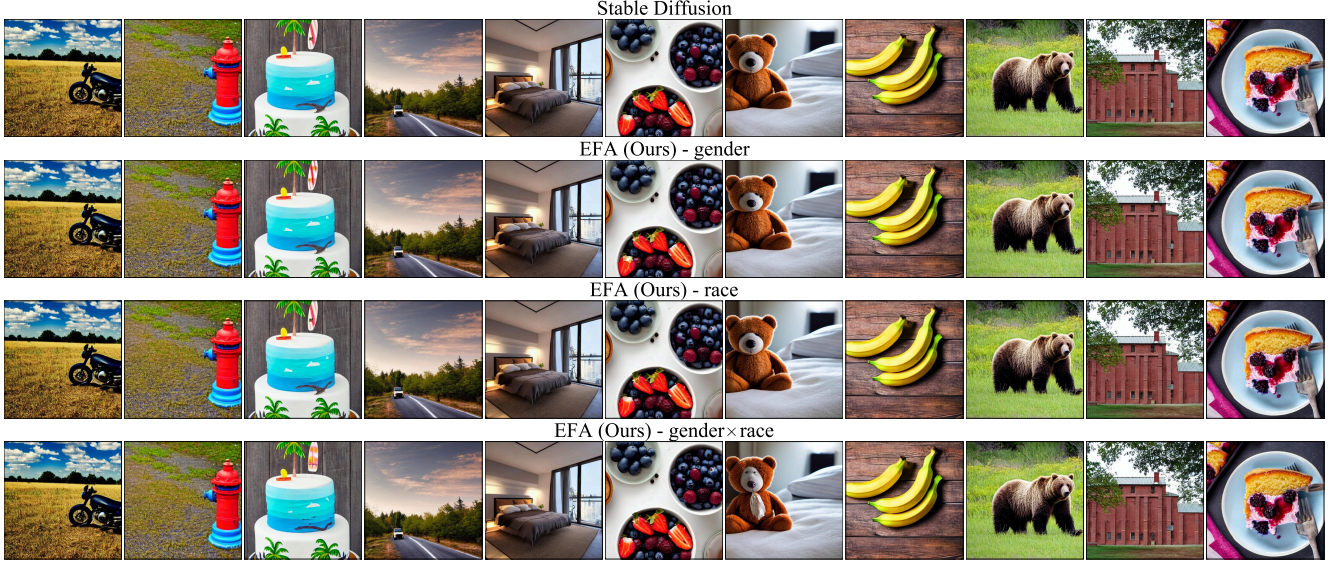 Stable Diffusion
EFA (Ours) - gender
EFA (Ours) - race
EFA (Ours) - gender×race